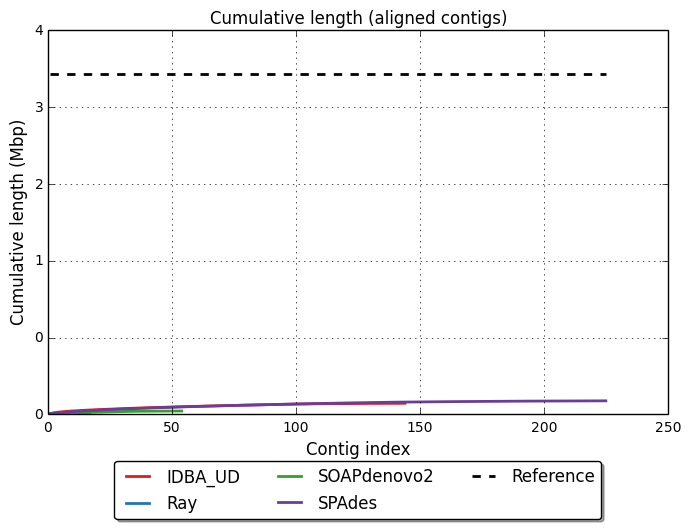 Cumulative length (aligned contigs)
4
3
2
1
0
0
Cumulative length (Mbp)
0 50 100 150 200 250
Contig index
IDBA_UD SOAPdenovo2 Reference
Ray SPAdes